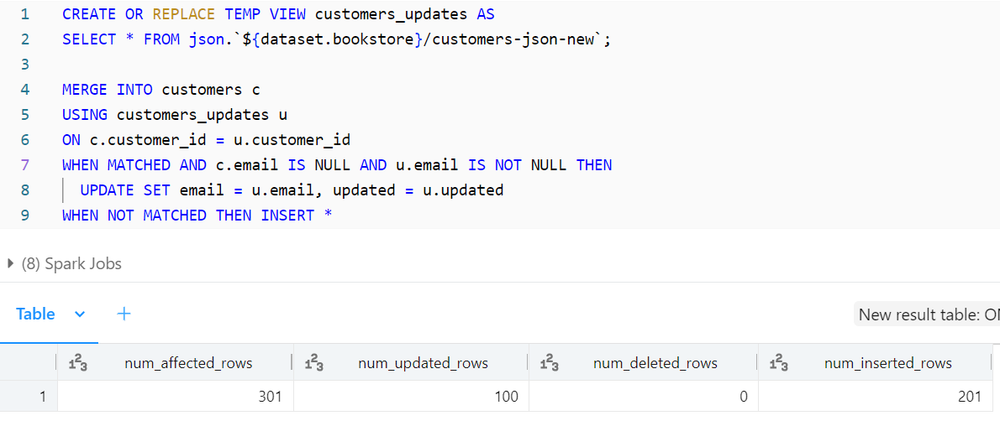 1 CREATE OR REPLACE TEMP VIEW customers_updates AS
2 SELECT * FROM json.`${dataset.bookstore}/customers-json-new`;
3
4 MERGE INTO customers c
5 USING customers_updates u
6 ON c.customer_id = u.customer_id
7 WHEN MATCHED AND c.email IS NULL AND u.email IS NOT NULL THEN
8 UPDATE SET email = u.email, updated = u.updated
9 WHEN NOT MATCHED THEN INSERT *
(8) Spark Jobs
Table +
New result table: ON
123 num_affected_rows 123 num_updated_rows 123 num_deleted_rows 123 num_inserted_rows
1 301 100 0 201